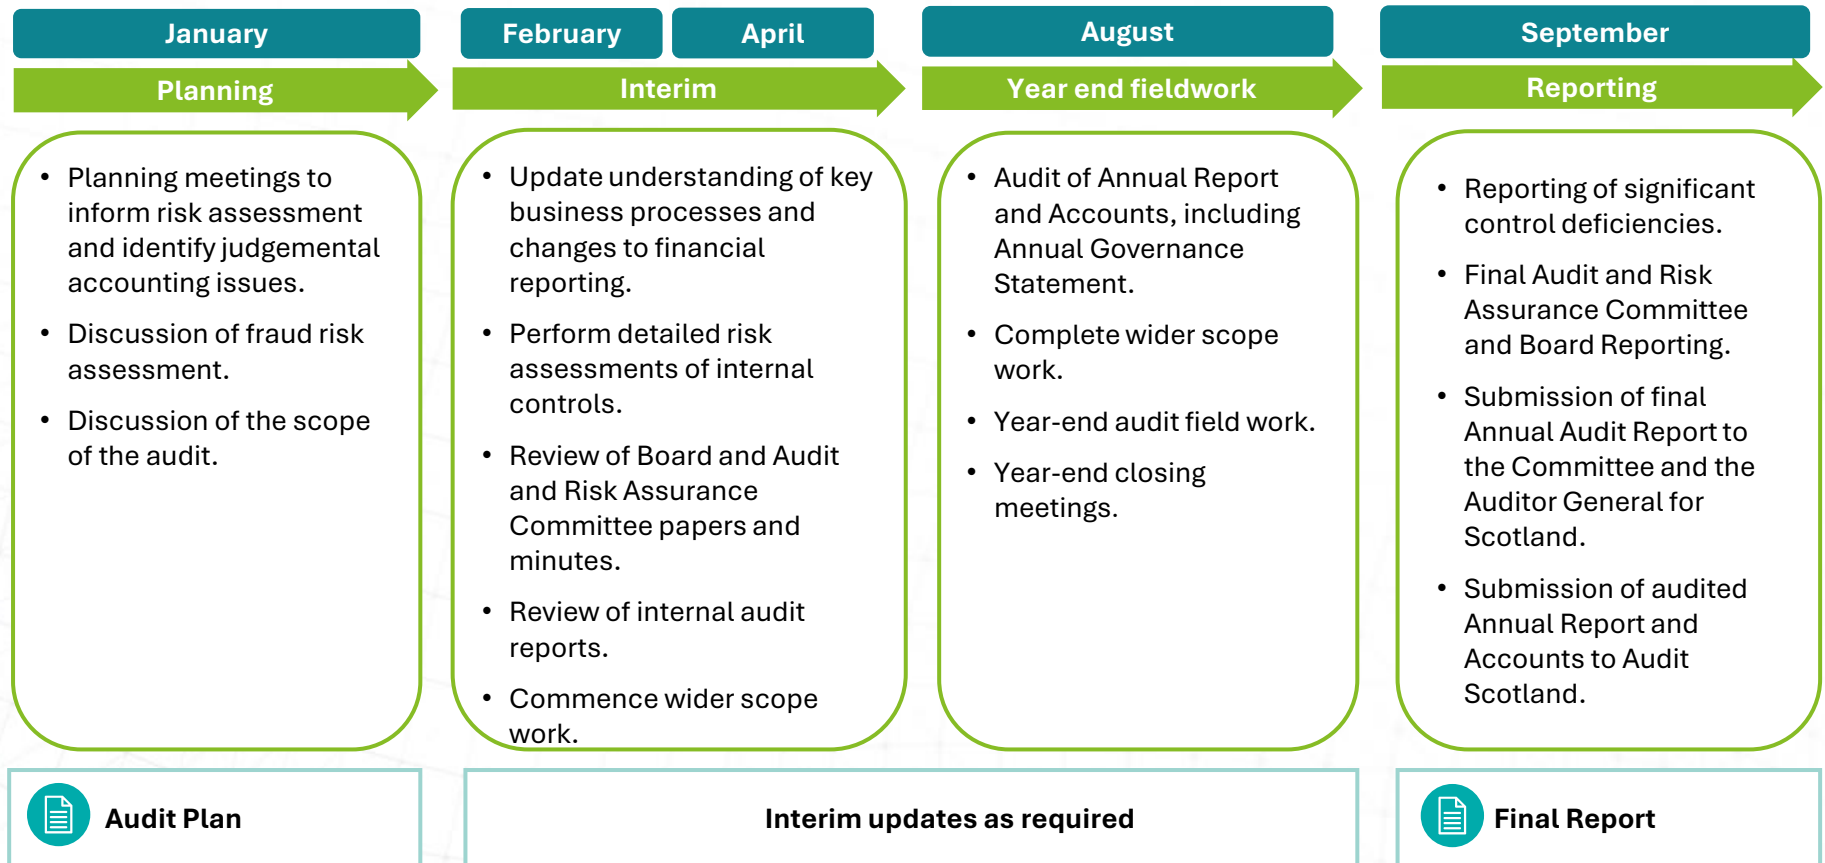 January
Planning
• Planning meetings to
inform risk assessment
and identify judgemental
accounting issues.
• Discussion of fraud risk
assessment.
• Discussion of the scope
of the audit.
February
April
Interim
• Update understanding of key
business processes and
changes to financial
reporting.
• Perform detailed risk
assessments of internal
controls.
• Review of Board and Audit
and Risk Assurance
Committee papers and
minutes.
• Review of internal audit
reports.
• Commence wider scope
work.
August
Year end fieldwork
• Audit of Annual Report
and Accounts, including
Annual Governance
Statement.
• Complete wider scope
work.
• Year-end audit field work.
• Year-end closing
meetings.
September
Reporting
• Reporting of significant
control deficiencies.
• Final Audit and Risk
Assurance Committee
and Board Reporting.
• Submission of final
Annual Audit Report to
the Committee and the
Auditor General for
Scotland.
• Submission of audited
Annual Report and
Accounts to Audit
Scotland.
Audit Plan
Interim updates as required
Final Report